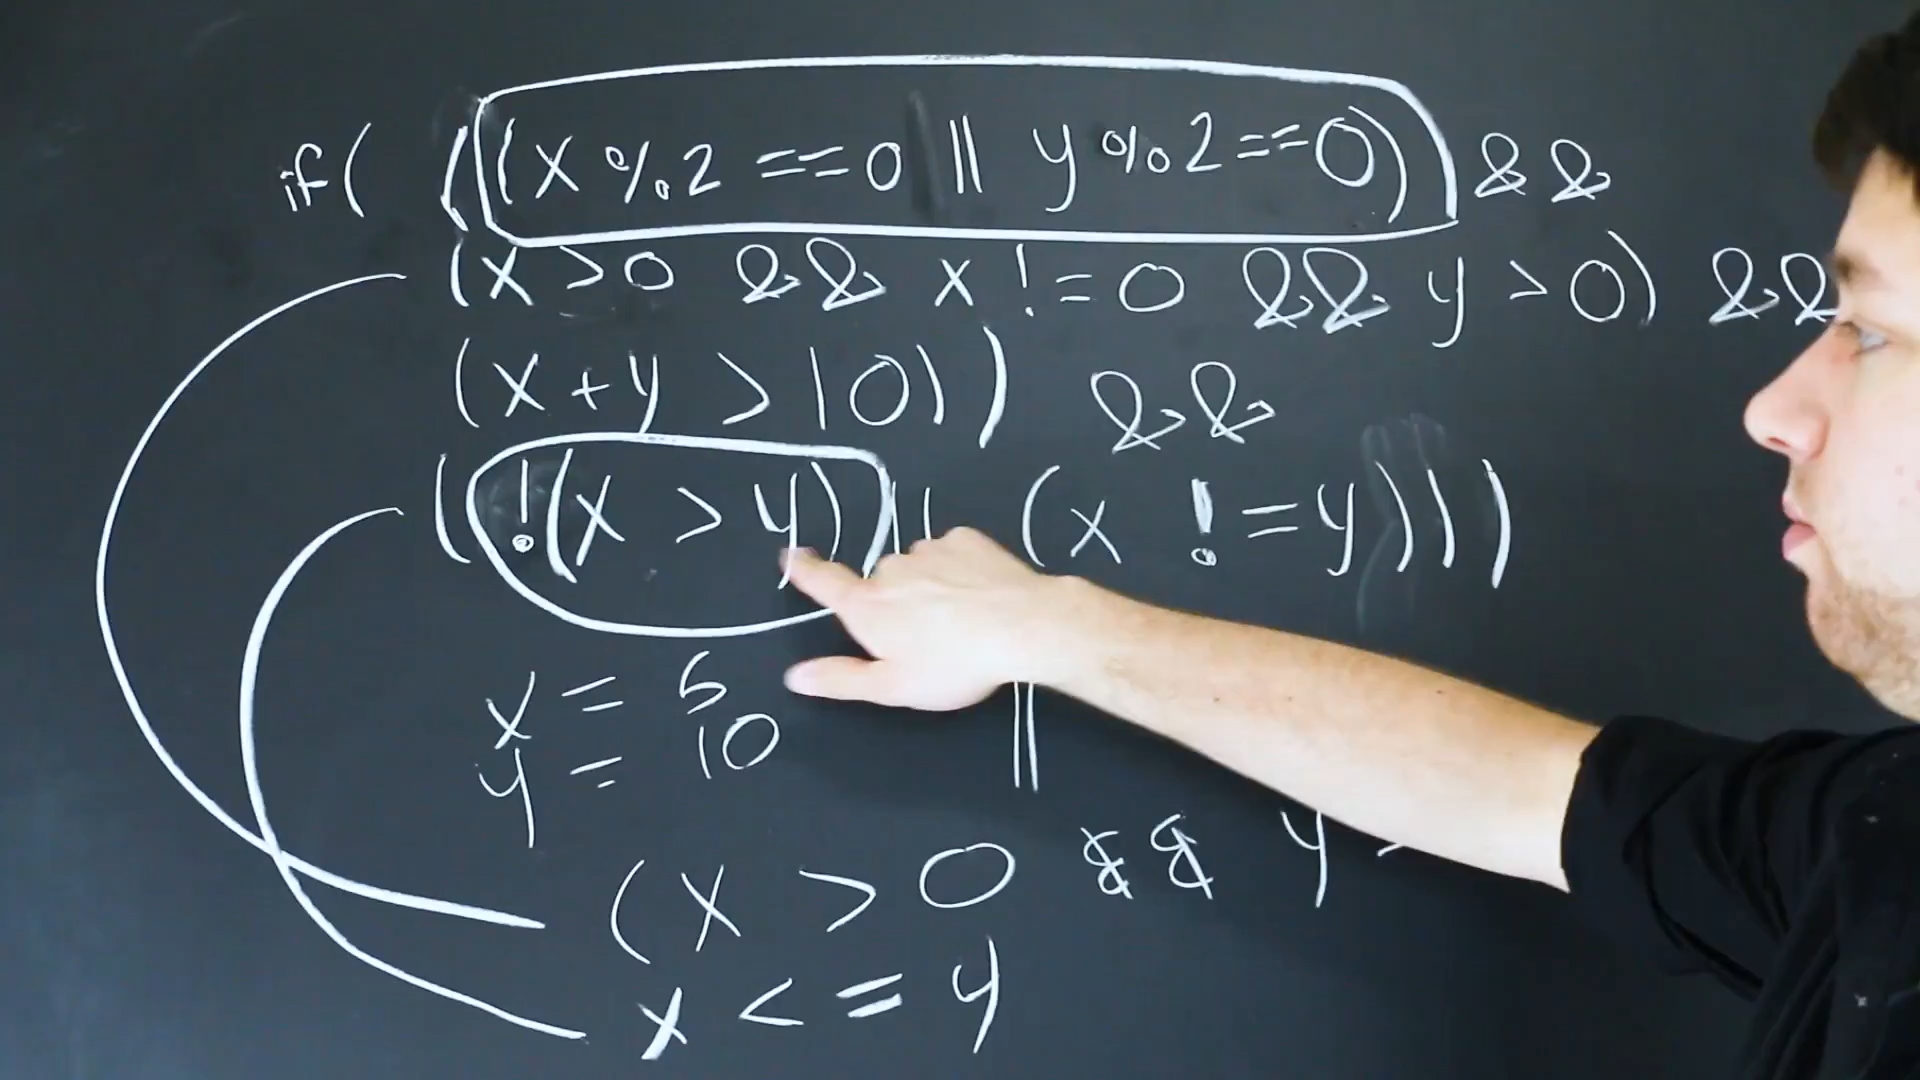 if( (((x%2==0 || y%2==0) &&
(x>0 && x!=0 && y>0) &&
(x+y>10)) &&
(!(x>y) || (x!=y)))
x = 5
y = 10
||
(x > 0 && y >
x <= y